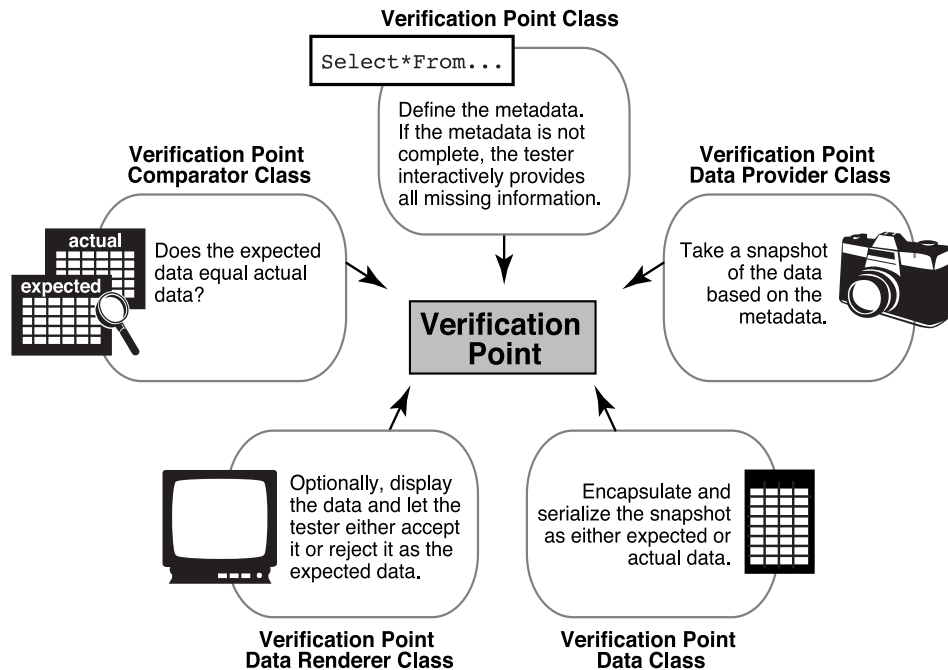 Verification Point Class
Select*From...
Define the metadata.
If the metadata is not
complete, the tester
interactively provides
all missing information.
Verification Point
Comparator Class
actual
expected
Does the expected
data equal actual
data?
Verification Point
Data Provider Class
Take a snapshot
of the data
based on the
metadata.
Verification
Point
Optionally, display
the data and let the
tester either accept
it or reject it as the
expected data.
Verification Point
Data Renderer Class
Encapsulate and
serialize the snapshot
as either expected or
actual data.
Verification Point
Data Class